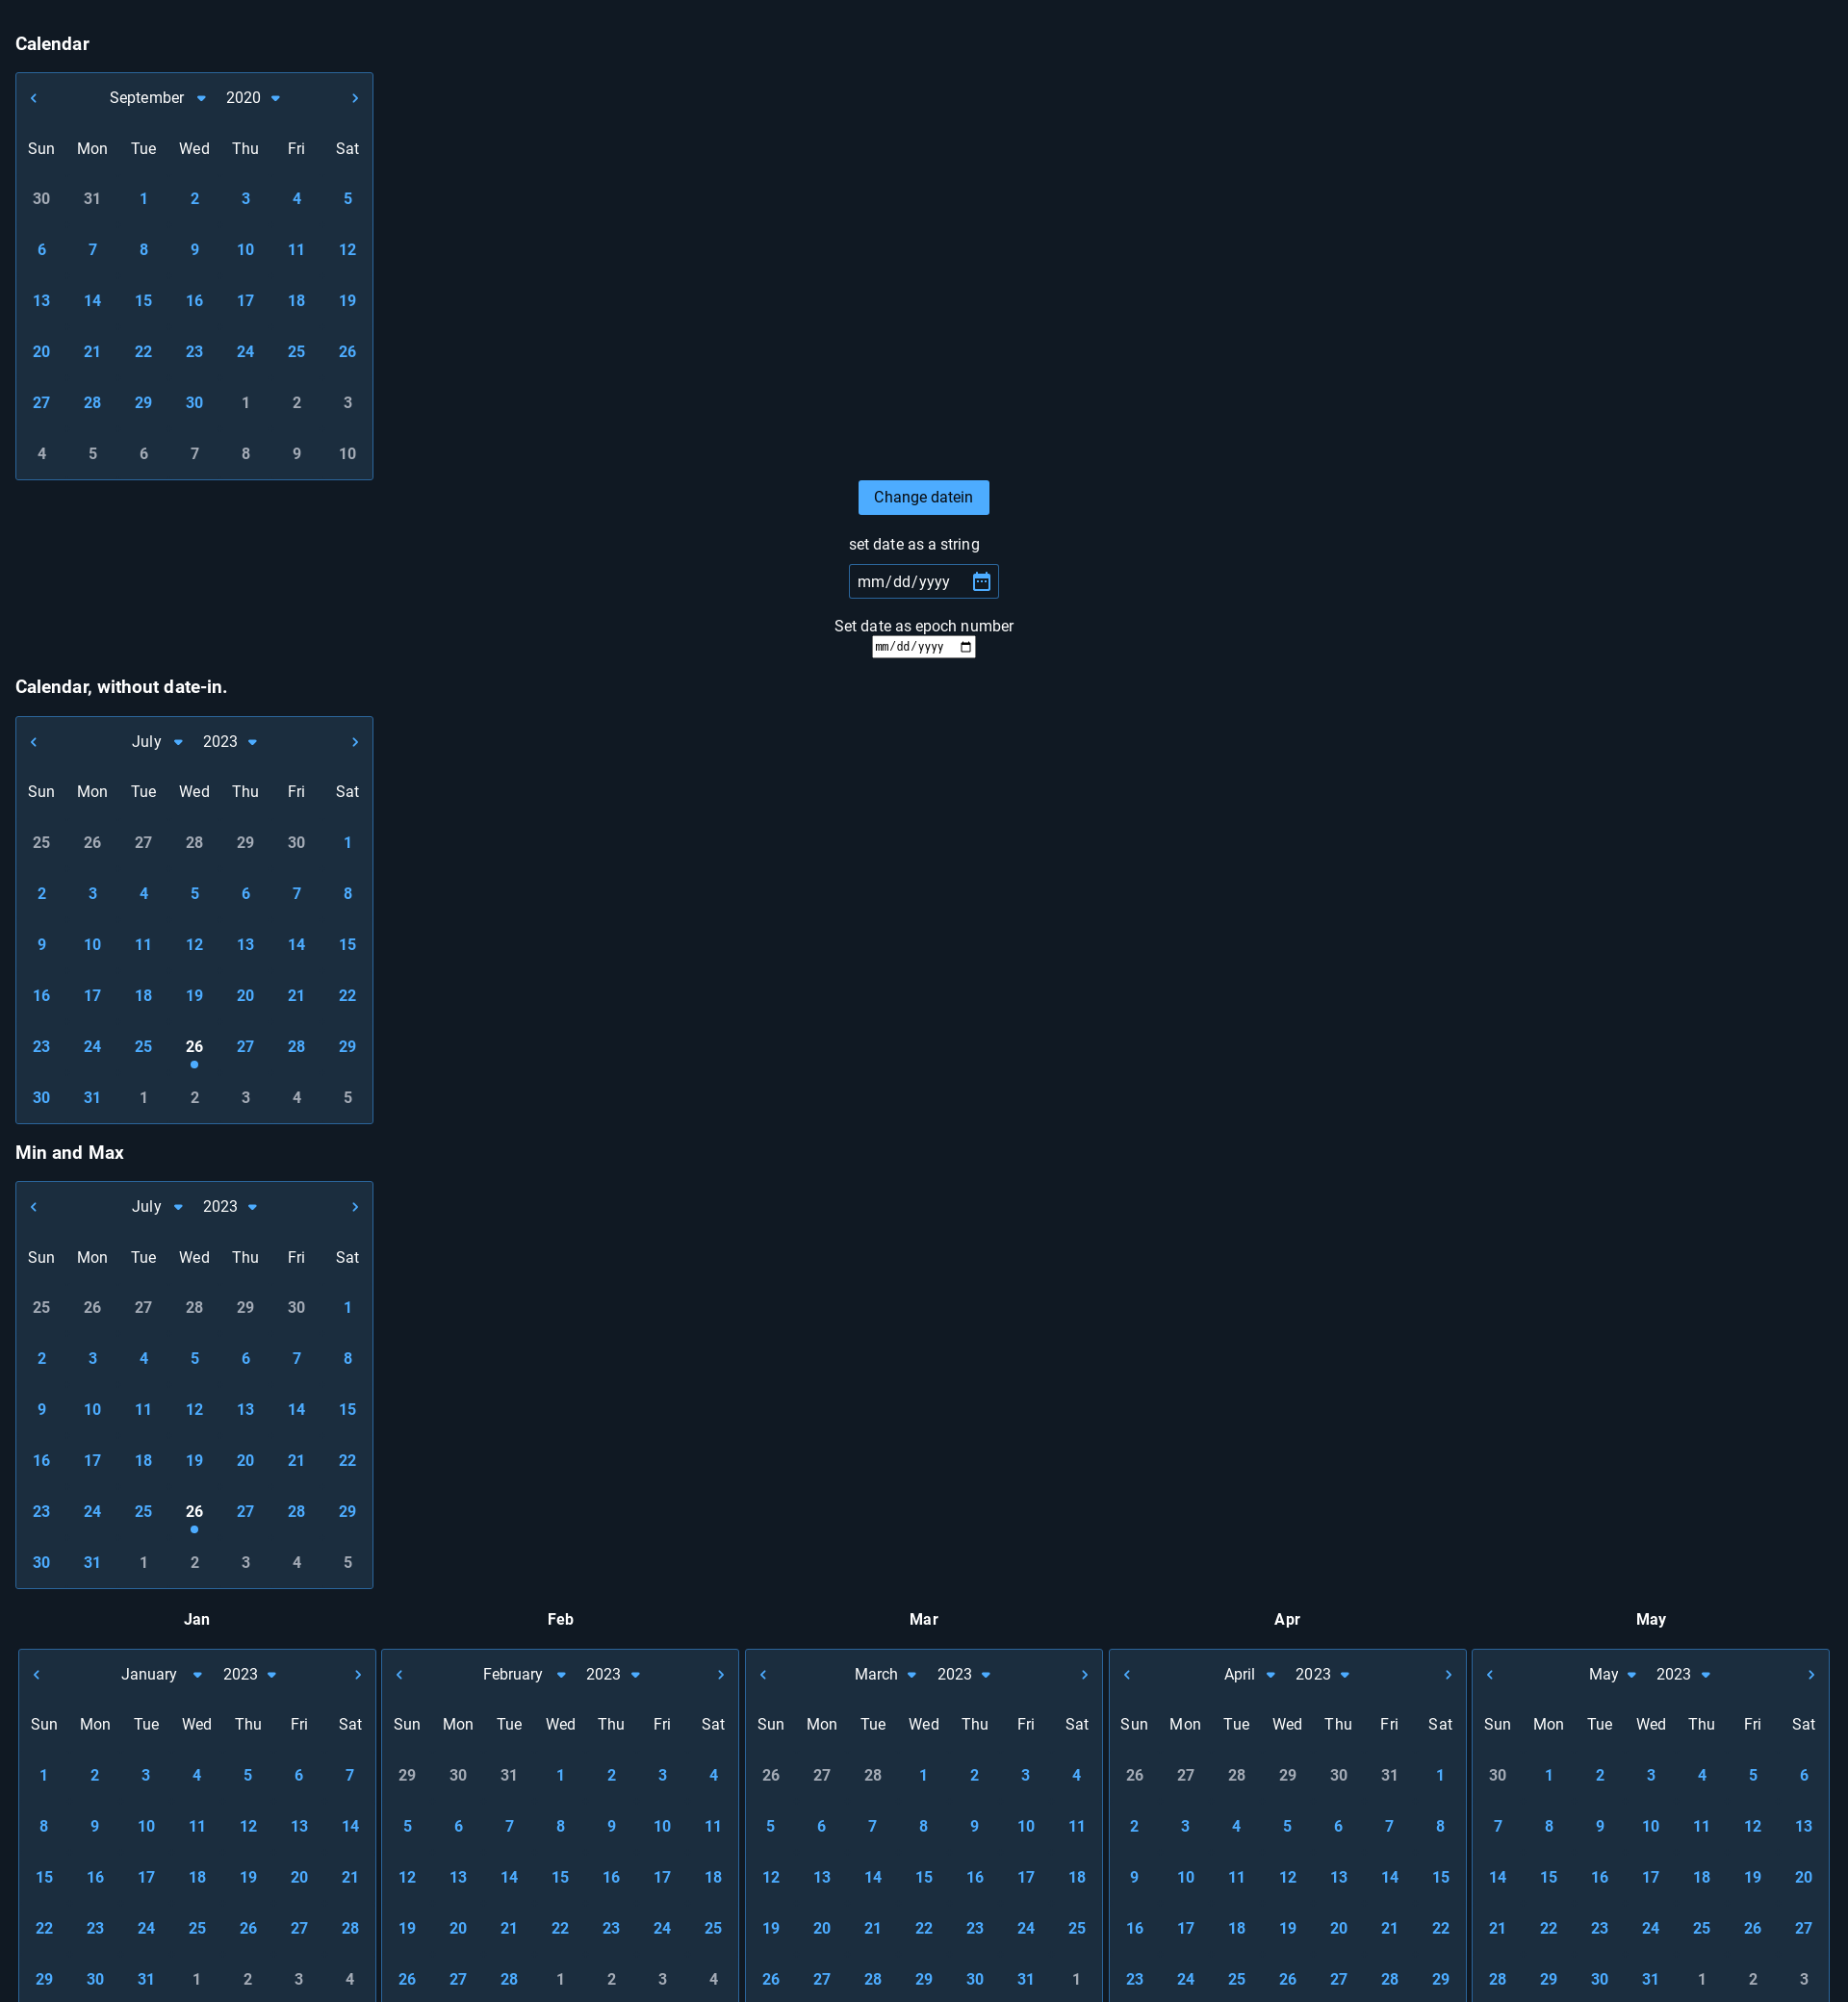 Calendar
September 2020
Sun Mon Tue Wed Thu Fri Sat
30 31 1 2 3 4 5
6 7 8 9 10 11 12
13 14 15 16 17 18 19
20 21 22 23 24 25 26
27 28 29 30 1 2 3
4 5 6 7 8 9 10
Change datein
set date as a string
mm/dd/yyyy
Set date as epoch number
mm/dd/yyyy
Calendar, without date-in.
July 2023
Sun Mon Tue Wed Thu Fri Sat
25 26 27 28 29 30 1
2 3 4 5 6 7 8
9 10 11 12 13 14 15
16 17 18 19 20 21 22
23 24 25 26 27 28 29
30 31 1 2 3 4 5
Min and Max
July 2023
Sun Mon Tue Wed Thu Fri Sat
25 26 27 28 29 30 1
2 3 4 5 6 7 8
9 10 11 12 13 14 15
16 17 18 19 20 21 22
23 24 25 26 27 28 29
30 31 1 2 3 4 5
Jan
January 2023
Sun Mon Tue Wed Thu Fri Sat
1 2 3 4 5 6 7
8 9 10 11 12 13 14
15 16 17 18 19 20 21
22 23 24 25 26 27 28
29 30 31 1 2 3 4
Feb
February 2023
Sun Mon Tue Wed Thu Fri Sat
29 30 31 1 2 3 4
5 6 7 8 9 10 11
12 13 14 15 16 17 18
19 20 21 22 23 24 25
26 27 28 1 2 3 4
Mar
March 2023
Sun Mon Tue Wed Thu Fri Sat
26 27 28 1 2 3 4
5 6 7 8 9 10 11
12 13 14 15 16 17 18
19 20 21 22 23 24 25
26 27 28 29 30 31 1
Apr
April 2023
Sun Mon Tue Wed Thu Fri Sat
26 27 28 29 30 31 1
2 3 4 5 6 7 8
9 10 11 12 13 14 15
16 17 18 19 20 21 22
23 24 25 26 27 28 29
May
May 2023
Sun Mon Tue Wed Thu Fri Sat
30 1 2 3 4 5 6
7 8 9 10 11 12 13
14 15 16 17 18 19 20
21 22 23 24 25 26 27
28 29 30 31 1 2 3